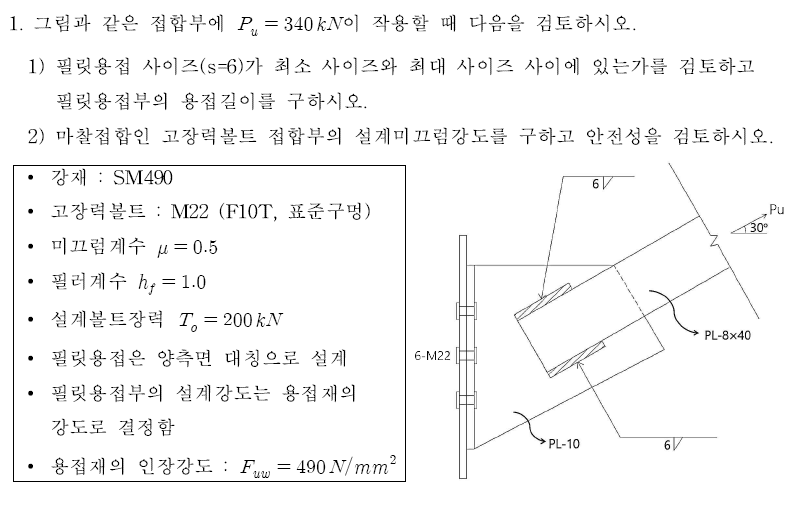 1. 그림과 같은 접합부에 P_u = 340kN이 작용할 때 다음을 검토하시오.
1) 필릿용접 사이즈(s=6)가 최소 사이즈와 최대 사이즈 사이에 있는가를 검토하고
필릿용접부의 용접길이를 구하시오.
2) 마찰접합인 고장력볼트 접합부의 설계미끄럼강도를 구하고 안전성을 검토하시오.
• 강재 : SM490
• 고장력볼트 : M22 (F10T, 표준구멍)
• 미끄럼계수 μ = 0.5
• 필러계수 h_f = 1.0
• 설계볼트장력 T_o = 200kN
• 필릿용접은 양측면 대칭으로 설계
• 필릿용접부의 설계강도는 용접재의
강도로 결정함
• 용접재의 인장강도 : F_uw = 490N/mm²
6
Pu
30°
PL-8×40
6-M22
PL-10
6